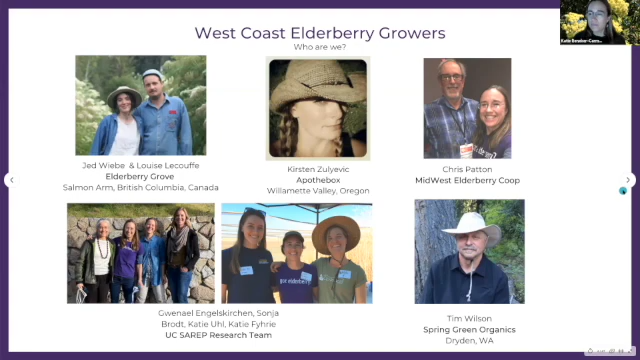 West Coast Elderberry Growers
Who are we?
Jed Wiebe & Louise Lecouffe
Elderberry Grove
Salmon Arm, British Columbia, Canada
Kirsten Zulyevic
Apothebox
Willamette Valley, Oregon
Chris Patton
MidWest Elderberry Coop
Gwenael Engelskirchen, Sonja
Brodt, Katie Uhl, Katie Fyhrie
UC SAREP Research Team
Tim Wilson
Spring Green Organics
Dryden, WA